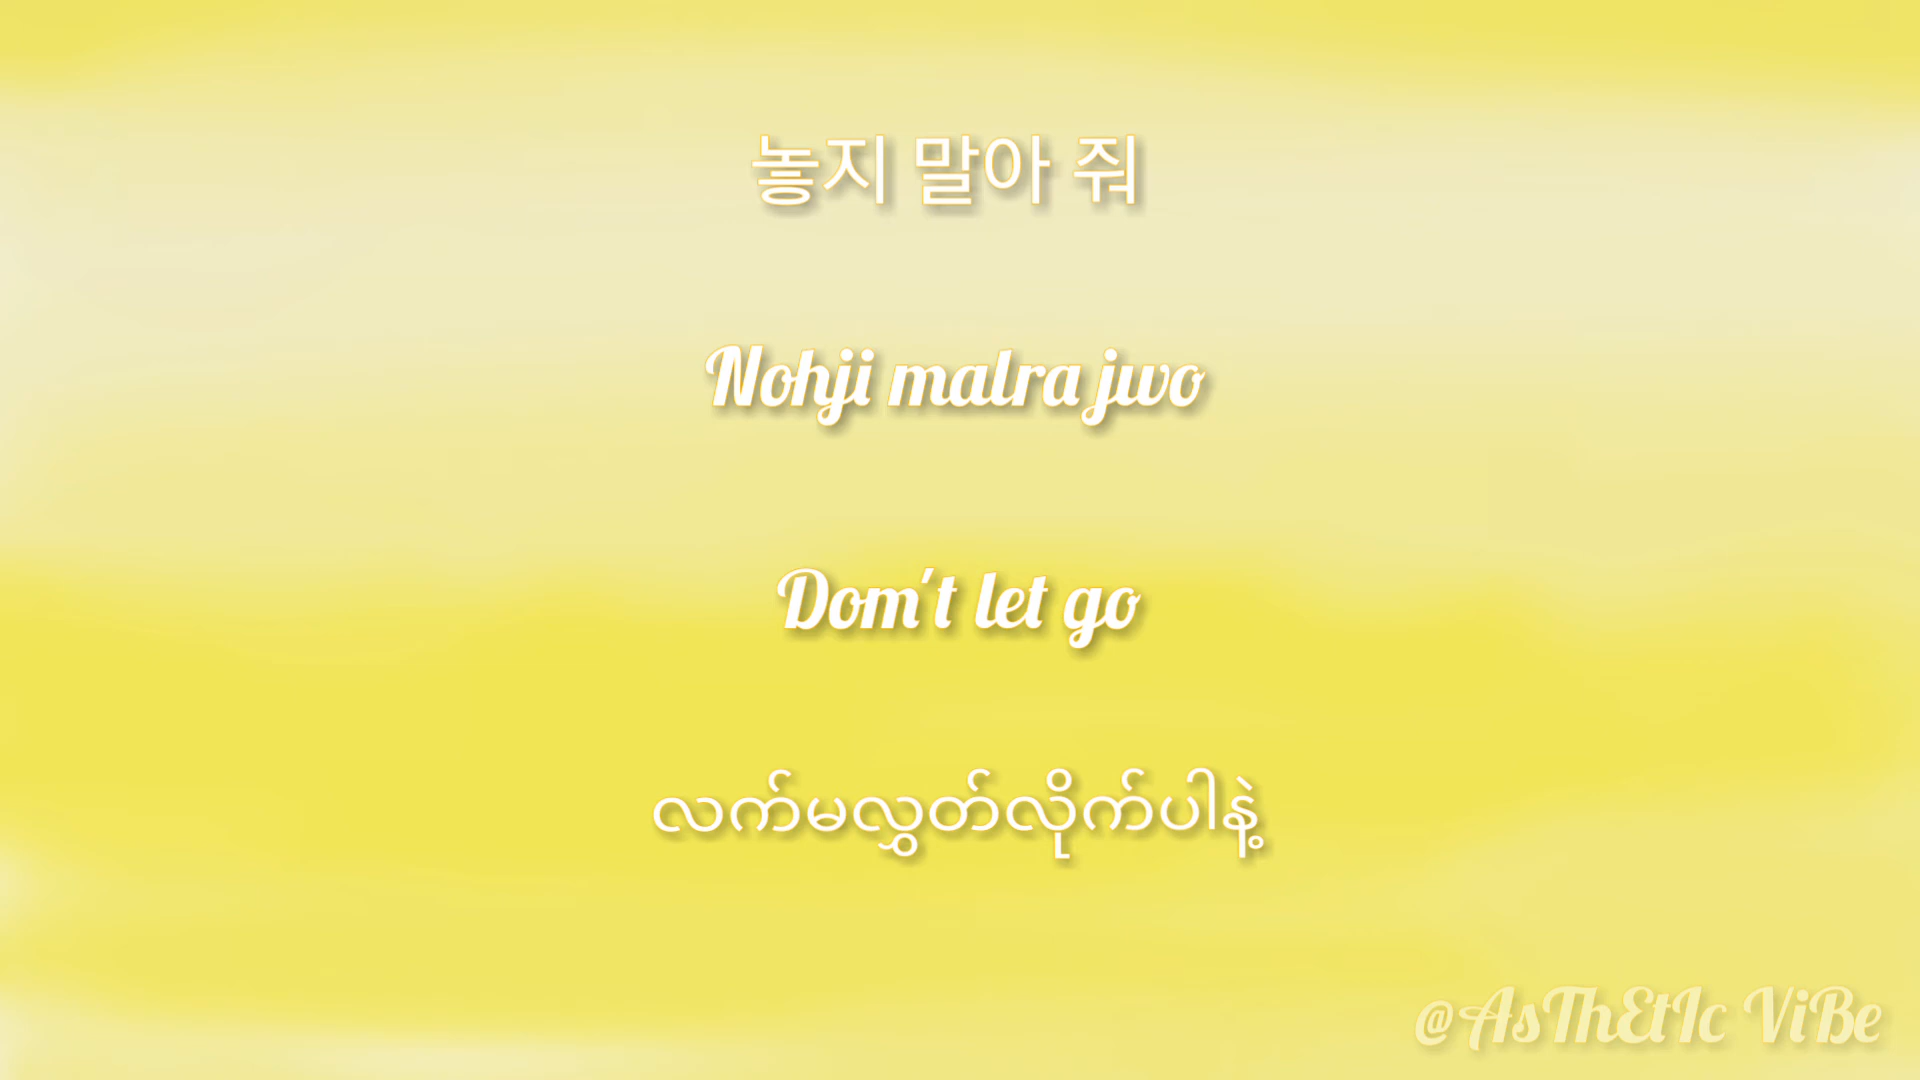 놓지 말아 줘
Nohji malra jwo
Dom't let go
လက်မလွှတ်လိုက်ပါနဲ့
@AsThEtIc ViBe